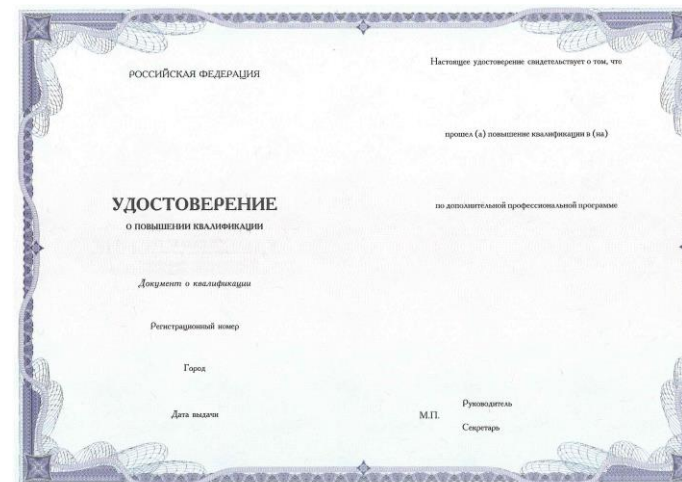 РОССИЙСКАЯ ФЕДЕРАЦИЯ
УДОСТОВЕРЕНИЕ
О ПОВЫШЕНИИ КВАЛИФИКАЦИИ
Документ о квалификации
Регистрационный номер
Город
Дата выдачи
Настоящее удостоверение свидетельствует о том, что
прошел (а) повышение квалификации в (на)
по дополнительной профессиональной программе
Руководитель
М.П.
Секретарь